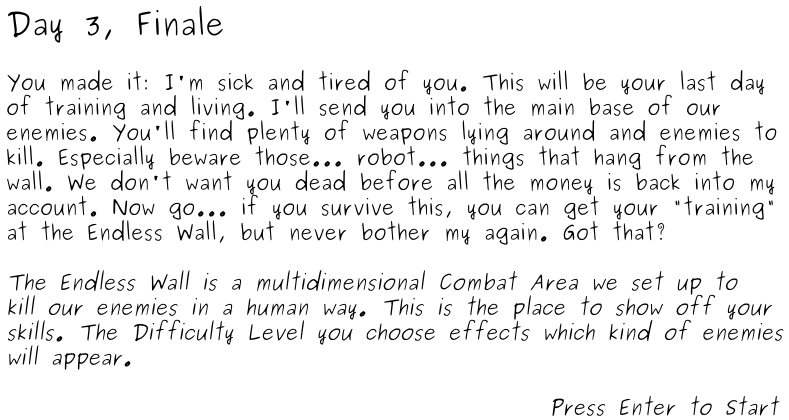 Day 3, Finale
You made it: I'm sick and tired of you. This will be your last day
of training and living. I'll send you into the main base of our
enemies. You'll find plenty of weapons lying around and enemies to
kill. Especially beware those... robot... things that hang from the
wall. We don't want you dead before all the money is back into my
account. Now go... if you survive this, you can get your "training"
at the Endless Wall, but never bother my again. Got that?
The Endless Wall is a multidimensional Combat Area we set up to
kill our enemies in a human way. This is the place to show off your
skills. The Difficulty Level you choose effects which kind of enemies
will appear.
Press Enter to Start